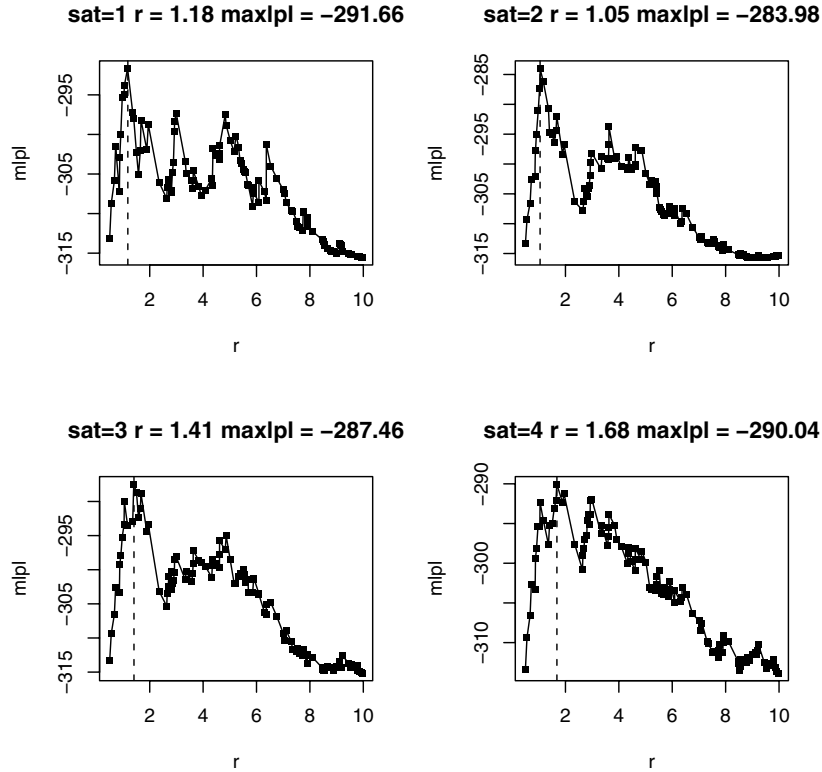 sat=1 r = 1.18 maxlpl = −291.66
mlpl
−295
−305
−315
2 4 6 8 10
r
sat=2 r = 1.05 maxlpl = −283.98
mlpl
−285
−295
−305
−315
2 4 6 8 10
r
sat=3 r = 1.41 maxlpl = −287.46
mlpl
−295
−305
−315
2 4 6 8 10
r
sat=4 r = 1.68 maxlpl = −290.04
mlpl
−290
−300
−310
2 4 6 8 10
r